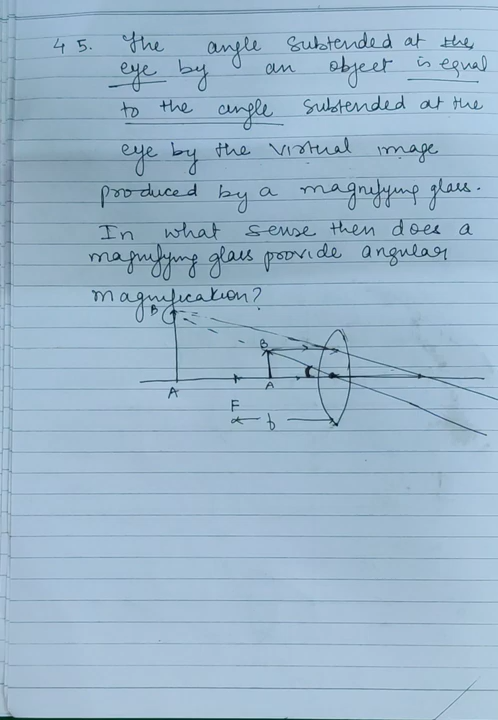 45. The angle subtended at the
eye by an object is equal
to the angle subtended at the
eye by the virtual image
produced by a magnifying glass.
In what sense then does a
magnifying glass provide angular
magnification?
B
B
A
A
F
f